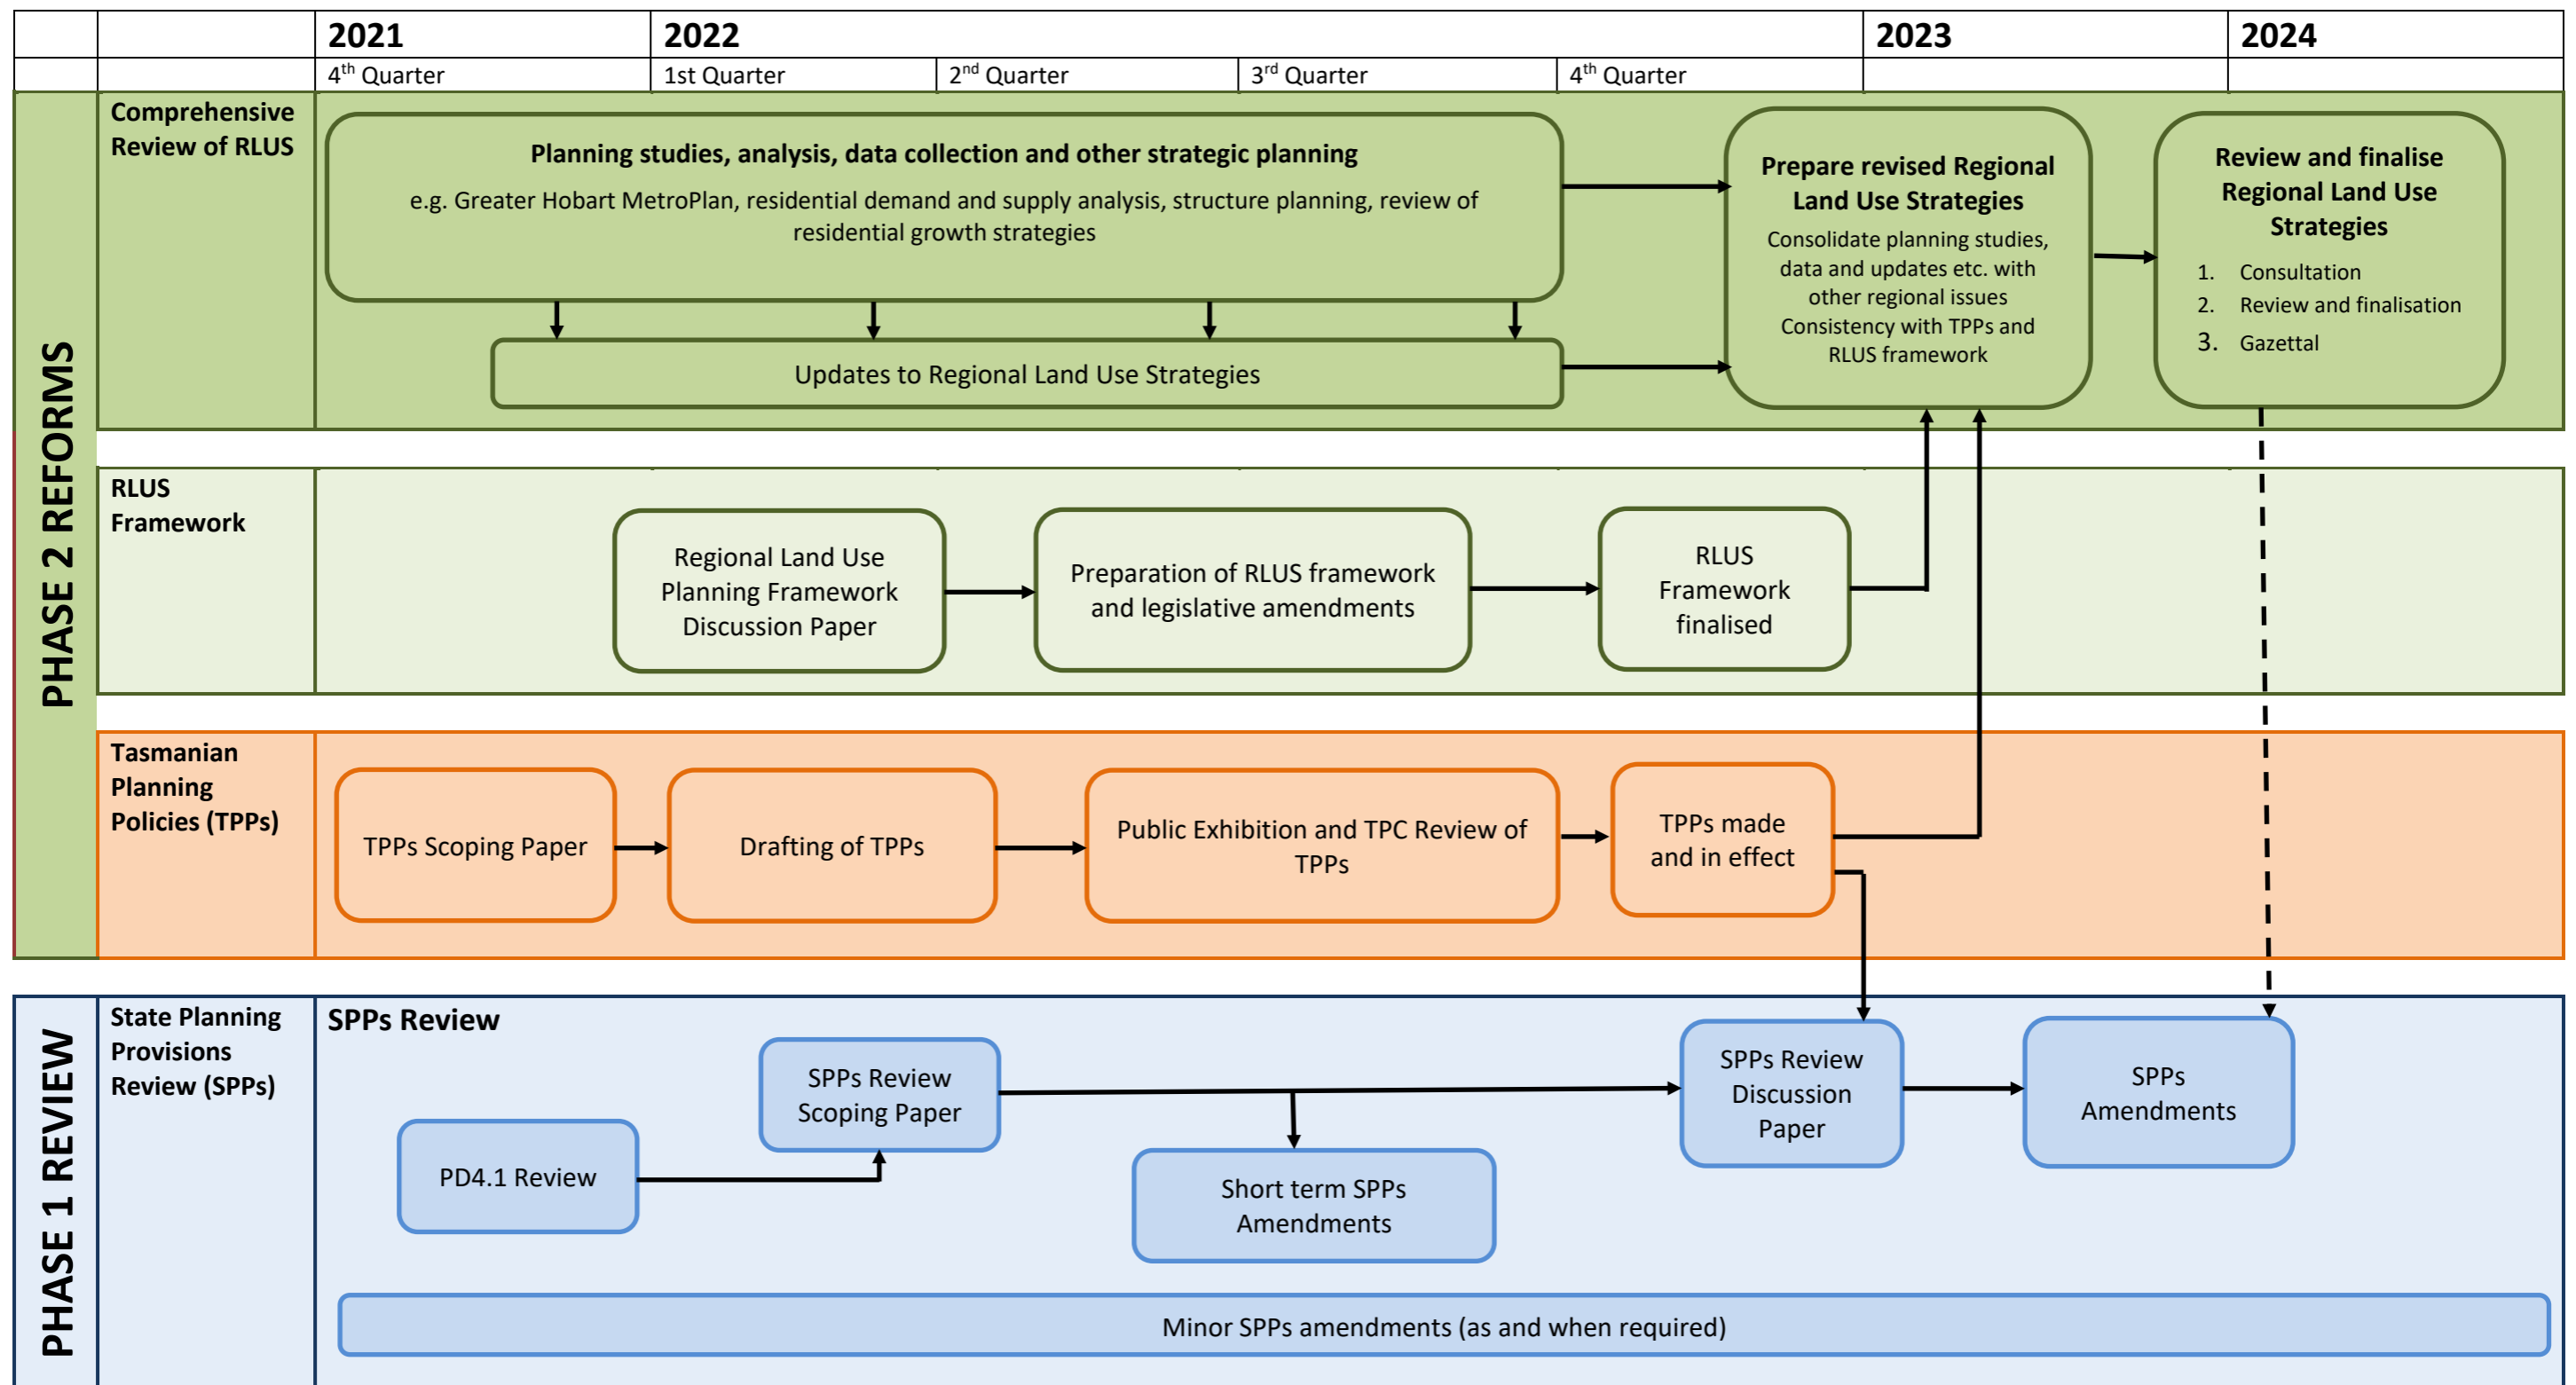 2021
2022
2023
2024
4th Quarter
1st Quarter
2nd Quarter
3rd Quarter
4th Quarter
PHASE 2 REFORMS
Comprehensive
Review of RLUS
Planning studies, analysis, data collection and other strategic planning
e.g. Greater Hobart MetroPlan, residential demand and supply analysis, structure planning, review of
residential growth strategies
Updates to Regional Land Use Strategies
Prepare revised Regional
Land Use Strategies
Consolidate planning studies,
data and updates etc. with
other regional issues
Consistency with TPPs and
RLUS framework
Review and finalise
Regional Land Use
Strategies
1. Consultation
2. Review and finalisation
3. Gazettal
RLUS
Framework
Regional Land Use
Planning Framework
Discussion Paper
Preparation of RLUS framework
and legislative amendments
RLUS
Framework
finalised
Tasmanian
Planning
Policies (TPPs)
TPPs Scoping Paper
Drafting of TPPs
Public Exhibition and TPC Review of
TPPs
TPPs made
and in effect
PHASE 1 REVIEW
State Planning
Provisions
Review (SPPs)
SPPs Review
PD4.1 Review
SPPs Review
Scoping Paper
Short term SPPs
Amendments
SPPs Review
Discussion
Paper
SPPs
Amendments
Minor SPPs amendments (as and when required)